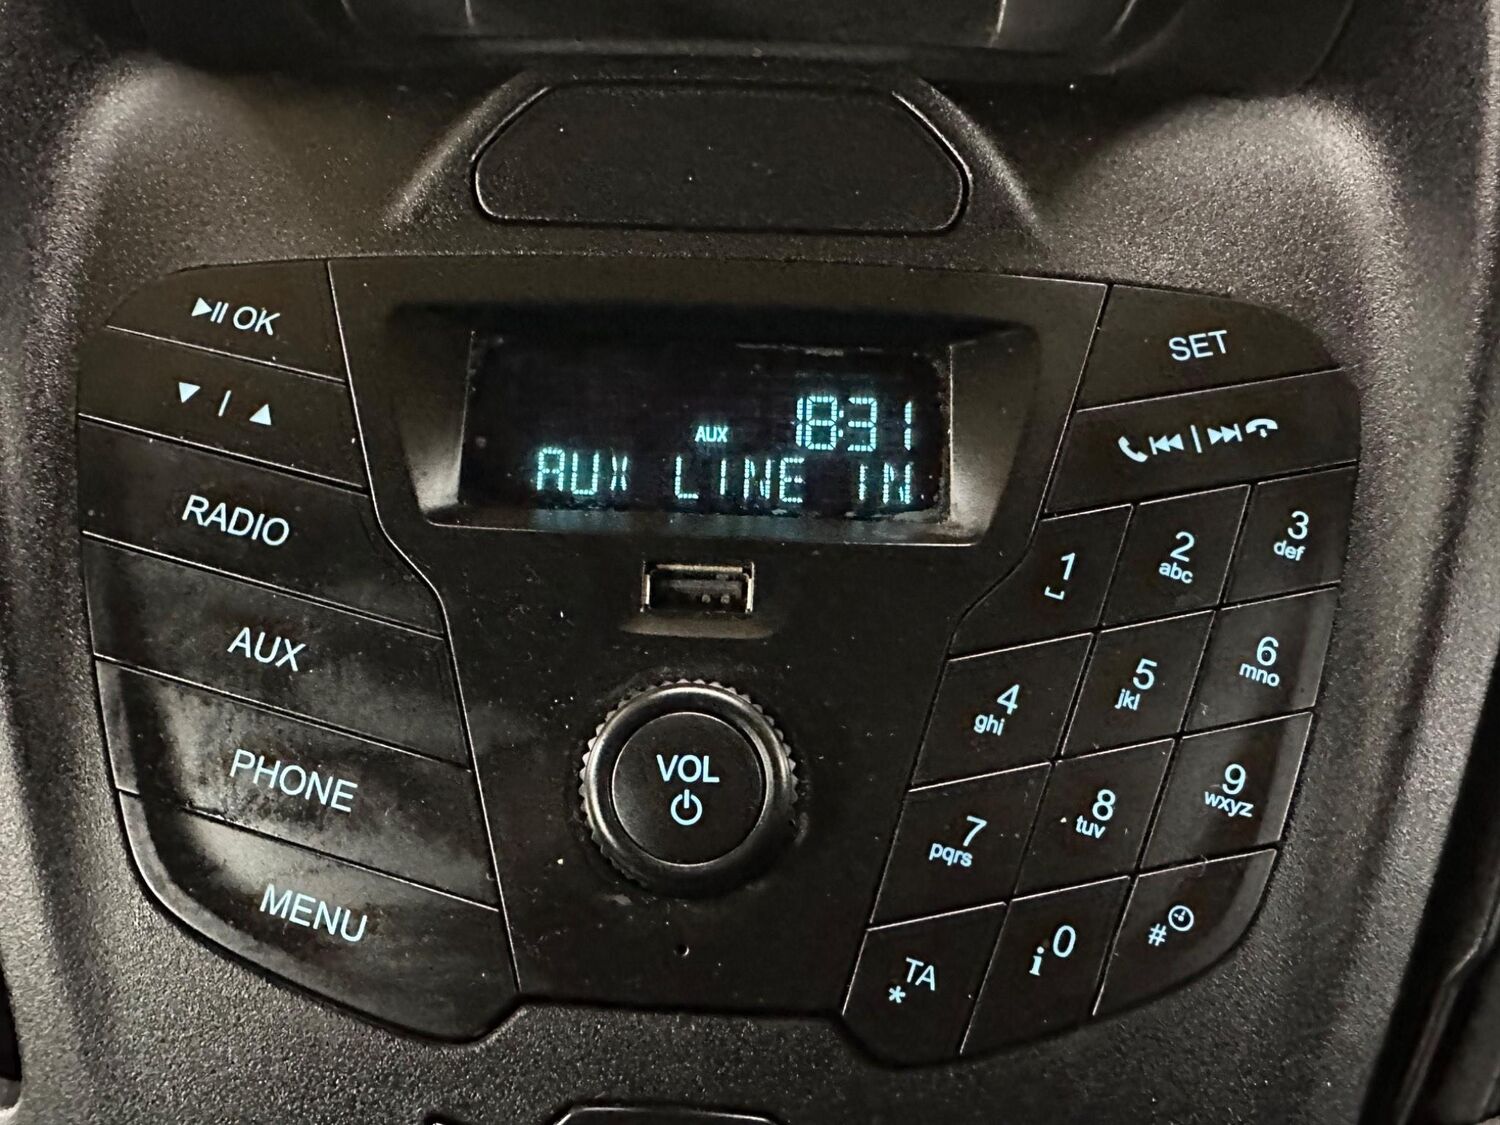 OK
SET
18:31
AUX
AUX LINE IN
RADIO
AUX
PHONE
MENU
VOL
1
2
abc
3
def
4
ghi
5
jkl
6
mno
7
pqrs
8
tuv
9
wxyz
TA
*
i 0
#